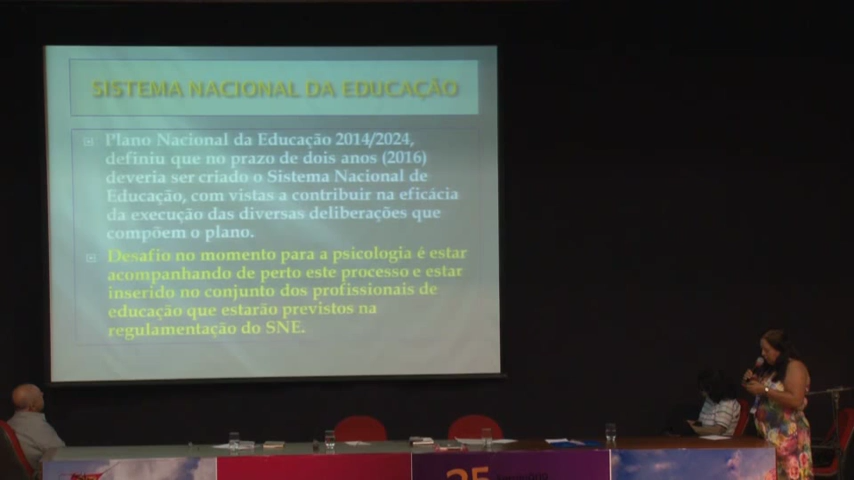 SISTEMA NACIONAL DA EDUCAÇÃO
Plano Nacional da Educação 2014/2024,
definiu que no prazo de dois anos (2016)
deveria ser criado o Sistema Nacional de
Educação, com vistas a contribuir na eficácia
da execução das diversas deliberações que
compõem o plano.
Desafio no momento para a psicologia é estar
acompanhando de perto este processo e estar
inserido no conjunto dos profissionais de
educação que estarão previstos na
regulamentação do SNE.
25